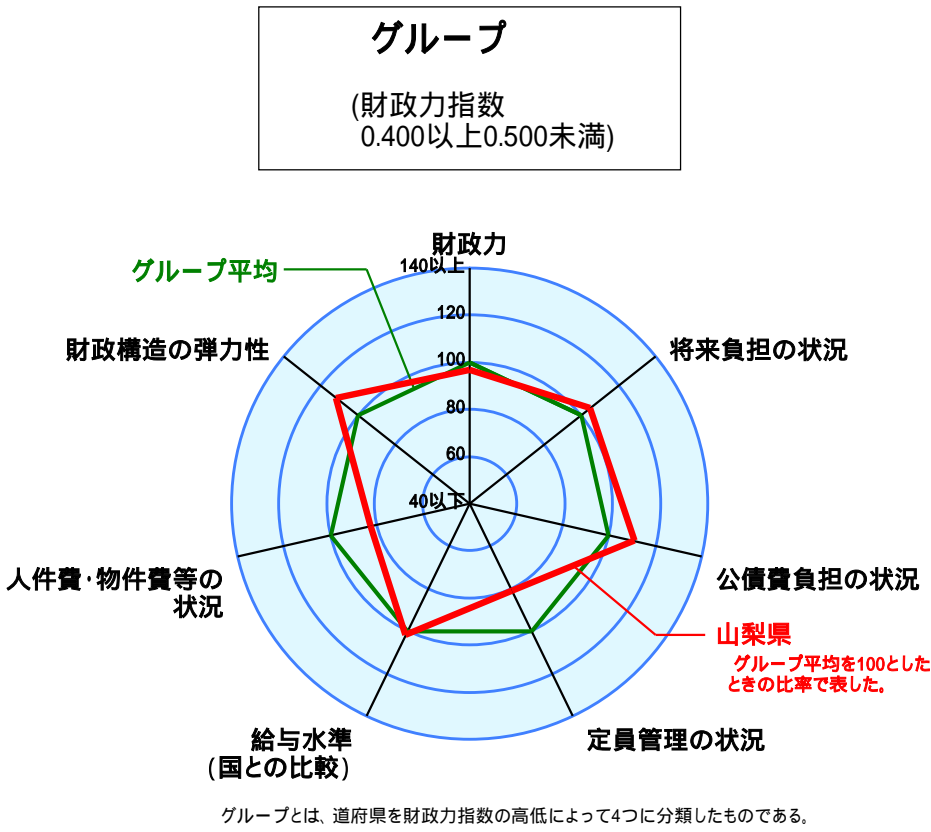 グループ
(財政力指数
0.400以上0.500未満)
財政力
140以上
グループ平均
120
財政構造の弾力性
将来負担の状況
100
80
60
40以下
人件費・物件費等の
状況
公債費負担の状況
山梨県
グループ平均を100とした
ときの比率で表した。
給与水準
(国との比較)
定員管理の状況
グループとは、道府県を財政力指数の高低によって4つに分類したものである。